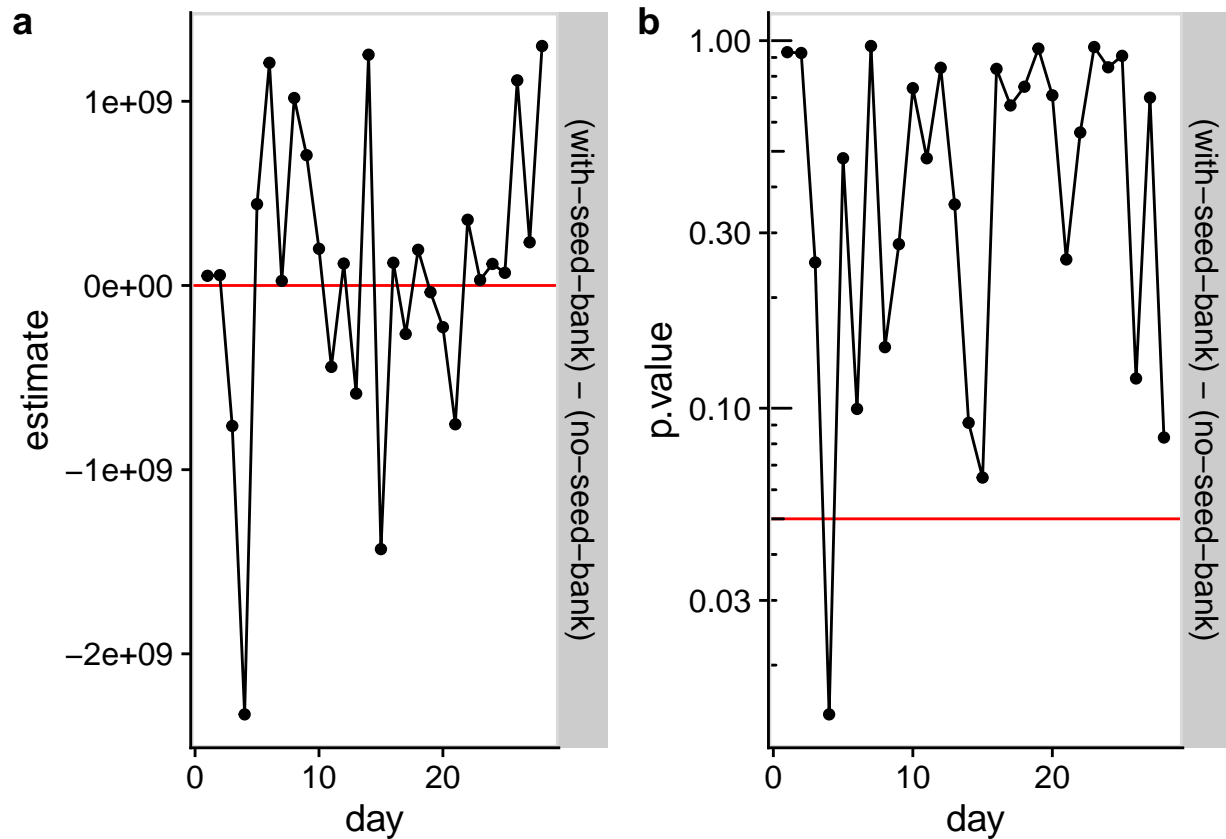 a
estimate
1e+09
0e+00
−1e+09
−2e+09
0
10
20
day
(with−seed−bank) − (no−seed−bank)
b
p.value
1.00
0.30
0.10
0.03
0
10
20
day
(with−seed−bank) − (no−seed−bank)